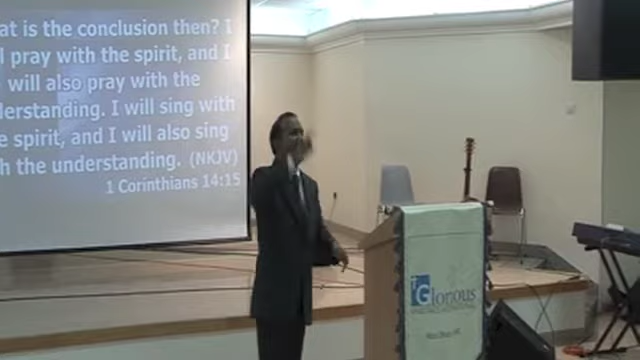 at is the conclusion then? I
l pray with the spirit, and I
will also pray with the
derstanding. I will sing with
e spirit, and I will also sing
h the understanding. (NKJV)
1 Corinthians 14:15
Glorious